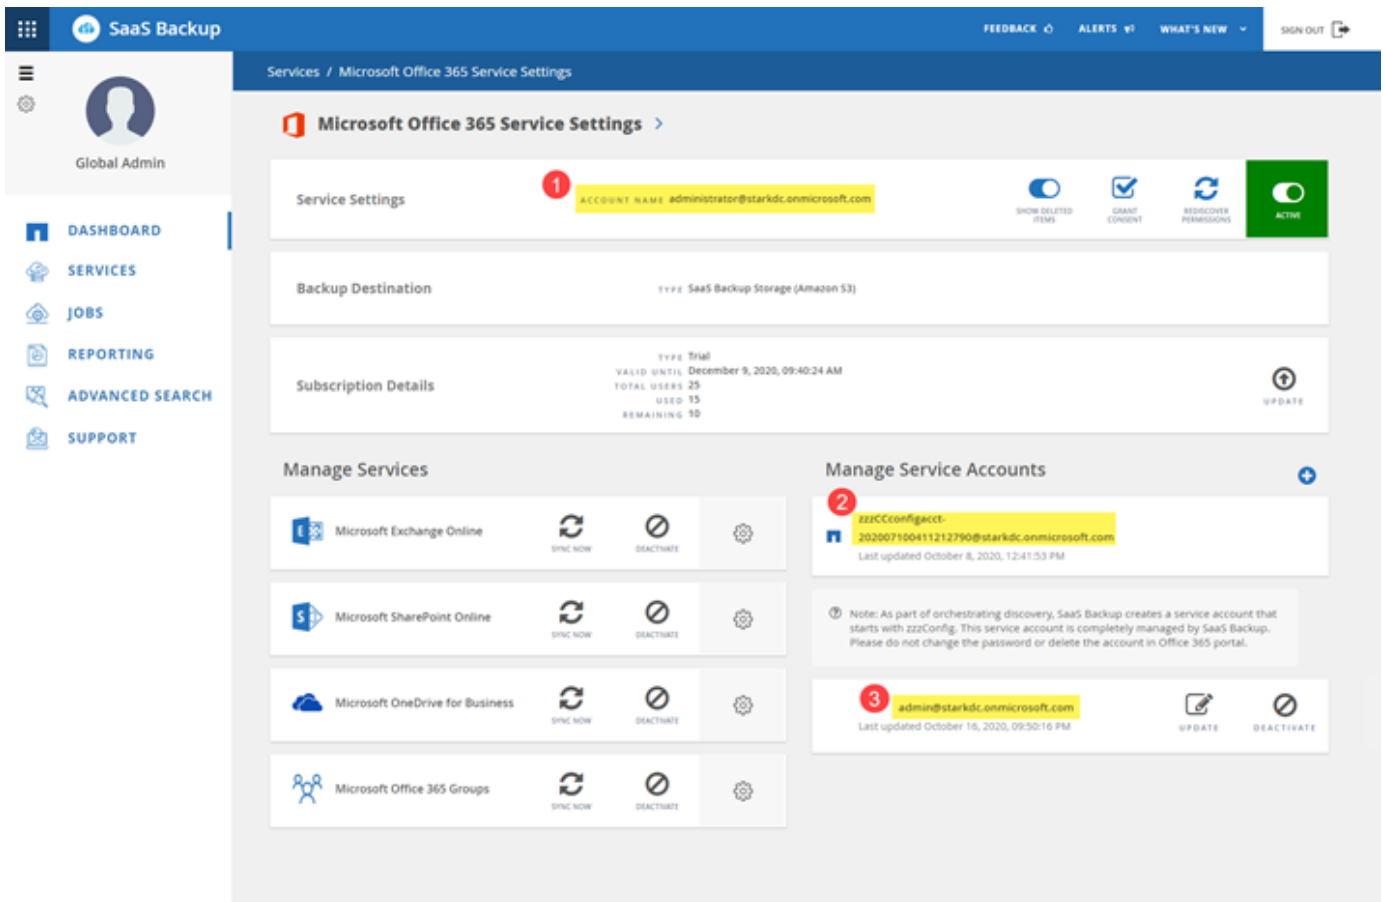 SaaS Backup
FEEDBACK
ALERTS
WHAT'S NEW
SIGN OUT
Global Admin
DASHBOARD
SERVICES
JOBS
REPORTING
ADVANCED SEARCH
SUPPORT
Services / Microsoft Office 365 Service Settings
Microsoft Office 365 Service Settings >
Service Settings
1
ACCOUNT NAME administrator@starkdc.onmicrosoft.com
SHOW DELETED
ITEMS
GRANT
CONSENT
REDISCOVER
PERMISSIONS
ACTIVE
Backup Destination
TYPE SaaS Backup Storage (Amazon S3)
Subscription Details
TYPE Trial
VALID UNTIL December 9, 2020, 09:40:24 AM
TOTAL USERS 25
USED 15
REMAINING 10
UPDATE
Manage Services
Microsoft Exchange Online
SYNC NOW
DEACTIVATE
Microsoft SharePoint Online
SYNC NOW
DEACTIVATE
Microsoft OneDrive for Business
SYNC NOW
DEACTIVATE
Microsoft Office 365 Groups
SYNC NOW
DEACTIVATE
Manage Service Accounts
2
zzzCCconfigacct-
202007100411212790@starkdc.onmicrosoft.com
Last updated October 8, 2020, 12:41:53 PM
Note: As part of orchestrating discovery, SaaS Backup creates a service account that
starts with zzzConfig. This service account is completely managed by SaaS Backup.
Please do not change the password or delete the account in Office 365 portal.
3
admin@starkdc.onmicrosoft.com
Last updated October 16, 2020, 09:50:16 PM
UPDATE
DEACTIVATE